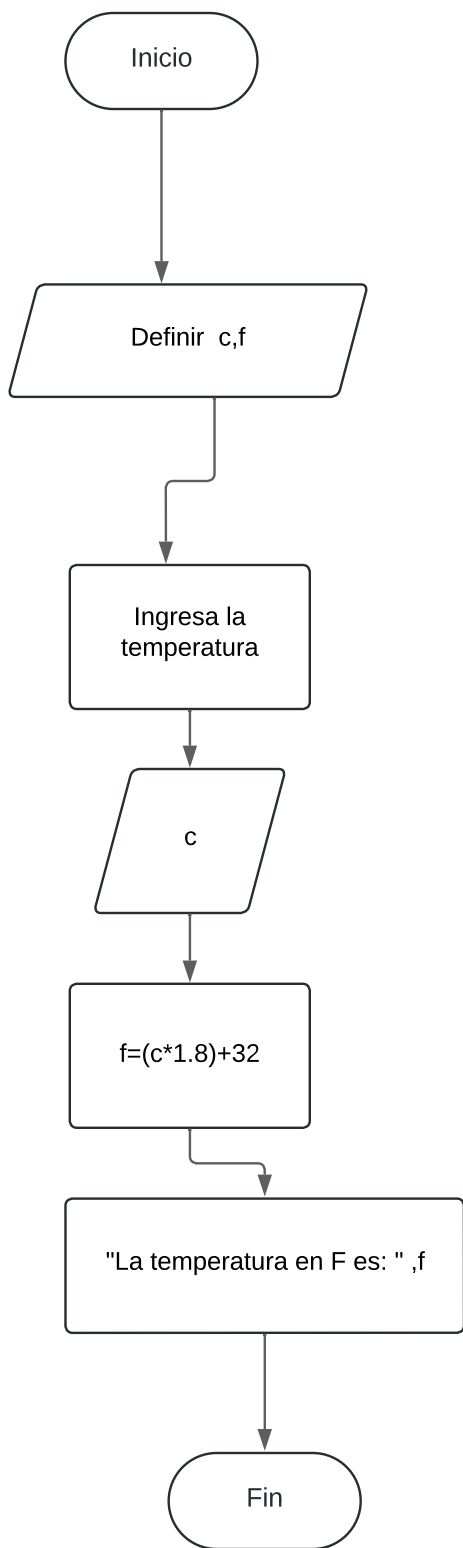 Inicio
Definir  c,f
Ingresa la
temperatura
c
f=(c*1.8)+32
"La temperatura en F es: " ,f
Fin